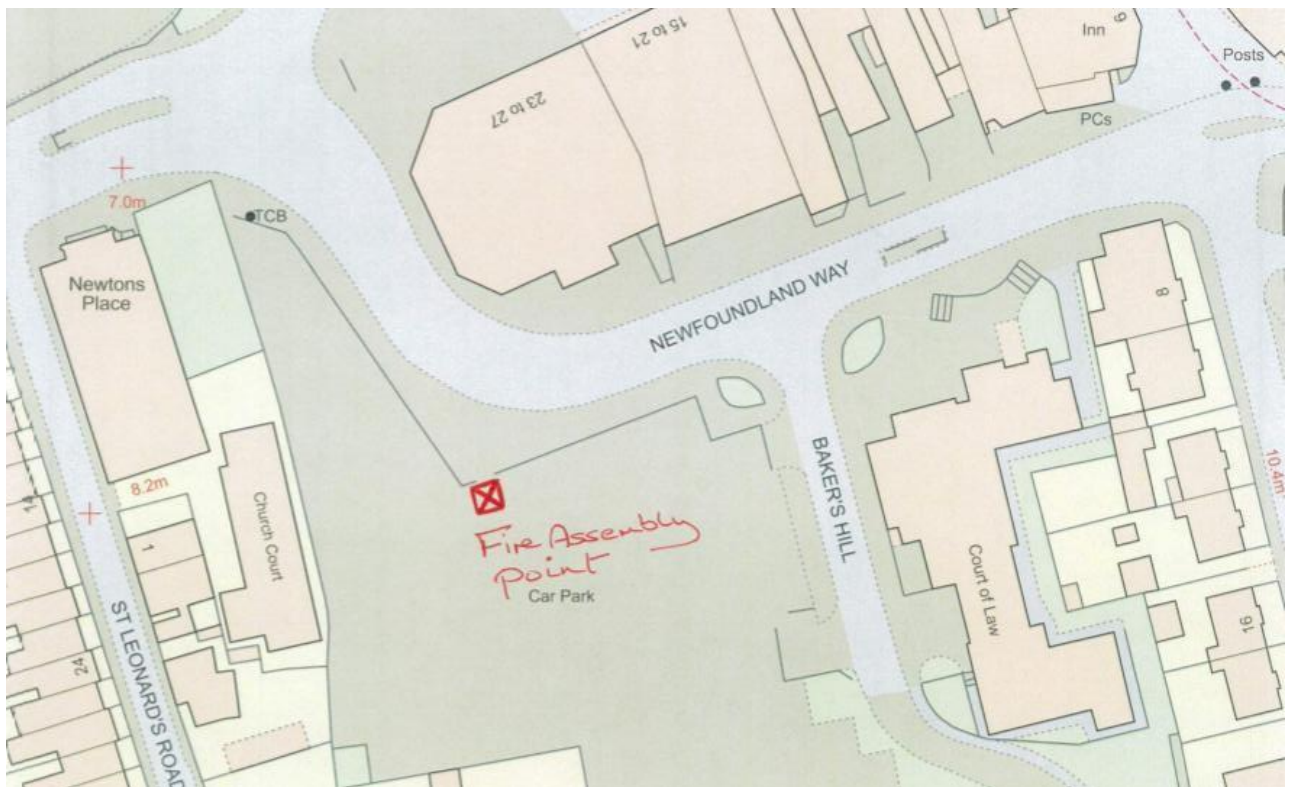 15 to 21
Inn
9
Posts
23 to 27
PCs
7.0m
TCB
Newtons
Place
NEWFOUNDLAND WAY
8
8.2m
14
1
Church Court
Fire Assembly
Point
Car Park
BAKER'S HILL
Court of Law
10.4m
16
24
ST LEONARD'S ROAD